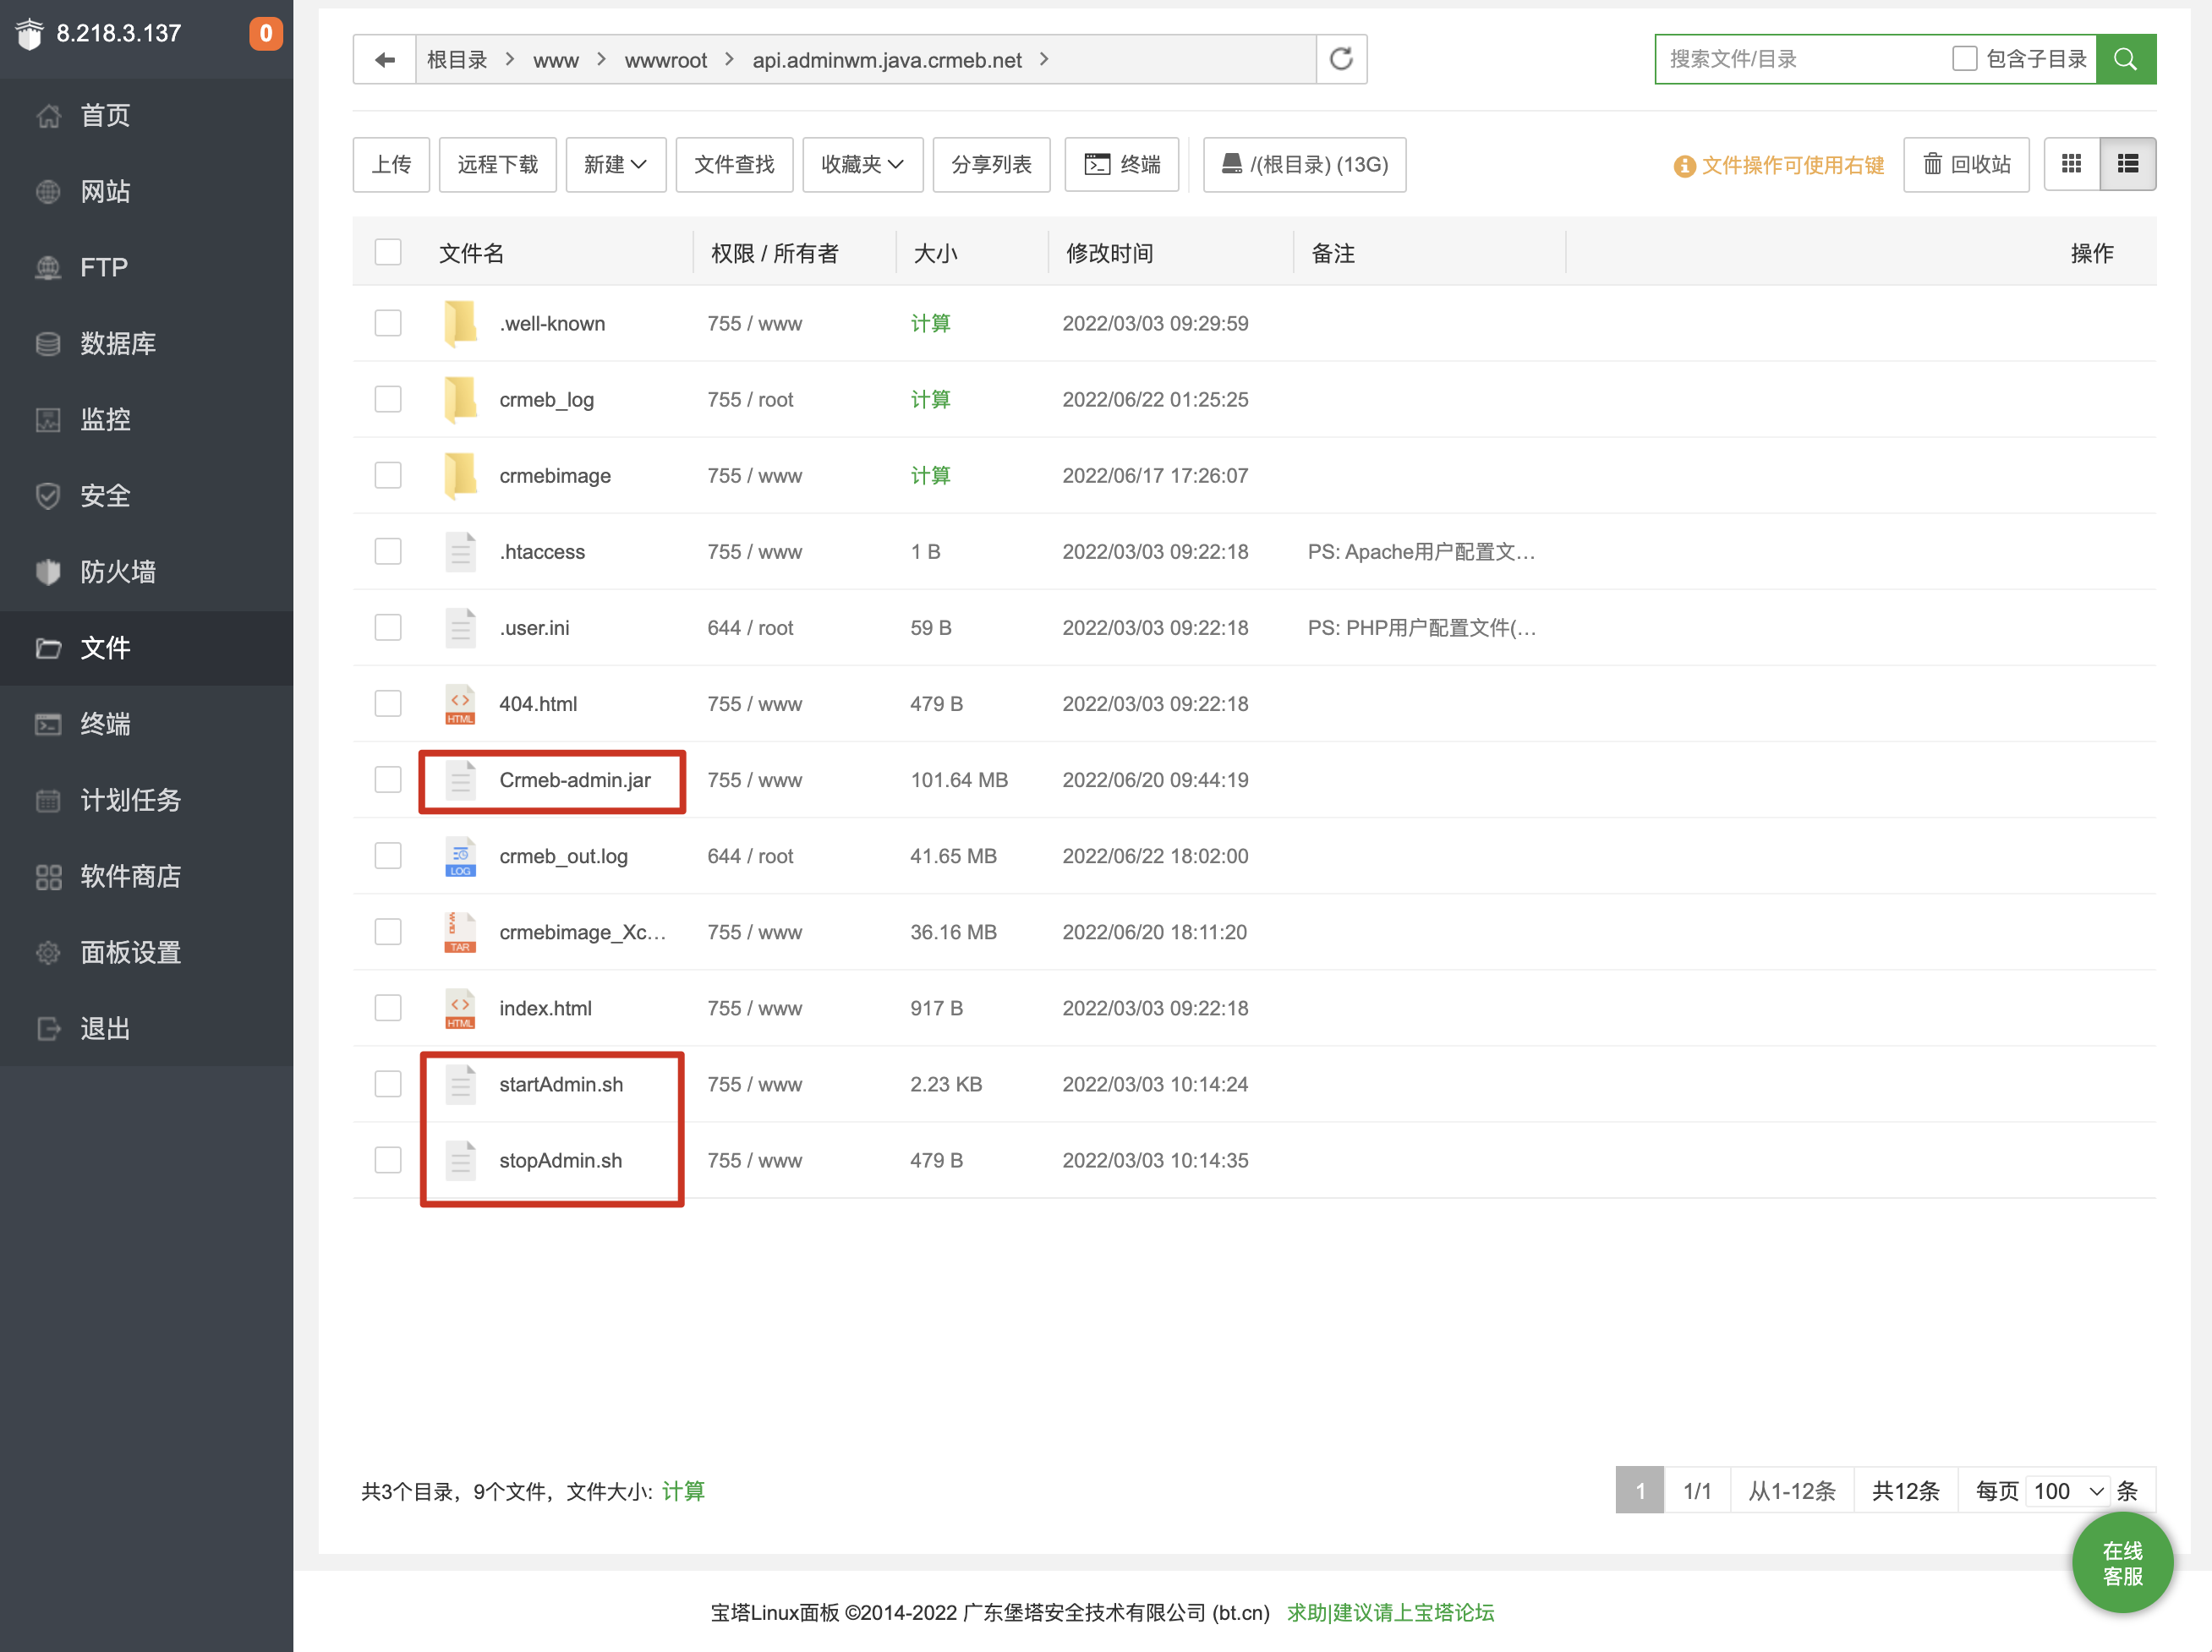 8.218.3.137
0
首页
网站
FTP
数据库
监控
安全
防火墙
文件
终端
计划任务
软件商店
面板设置
退出
根目录 > www > wwwroot > api.adminwm.java.crmeb.net >
搜索文件/目录 包含子目录
上传 远程下载 新建 文件查找 收藏夹 分享列表 终端 /(根目录) (13G) 文件操作可使用右键 回收站
文件名 权限 / 所有者 大小 修改时间 备注 操作
.well-known 755 / www 计算 2022/03/03 09:29:59
crmeb_log 755 / root 计算 2022/06/22 01:25:25
crmebimage 755 / www 计算 2022/06/17 17:26:07
.htaccess 755 / www 1 B 2022/03/03 09:22:18 PS: Apache用户配置文…
.user.ini 644 / root 59 B 2022/03/03 09:22:18 PS: PHP用户配置文件(…
HTML 404.html 755 / www 479 B 2022/03/03 09:22:18
Crmeb-admin.jar 755 / www 101.64 MB 2022/06/20 09:44:19
LOG crmeb_out.log 644 / root 41.65 MB 2022/06/22 18:02:00
TAR crmebimage_Xc… 755 / www 36.16 MB 2022/06/20 18:11:20
HTML index.html 755 / www 917 B 2022/03/03 09:22:18
startAdmin.sh 755 / www 2.23 KB 2022/03/03 10:14:24
stopAdmin.sh 755 / www 479 B 2022/03/03 10:14:35
共3个目录，9个文件，文件大小: 计算
1 1/1 从1-12条 共12条 每页 100 条
在线
客服
宝塔Linux面板 ©2014-2022 广东堡塔安全技术有限公司 (bt.cn) 求助|建议请上宝塔论坛